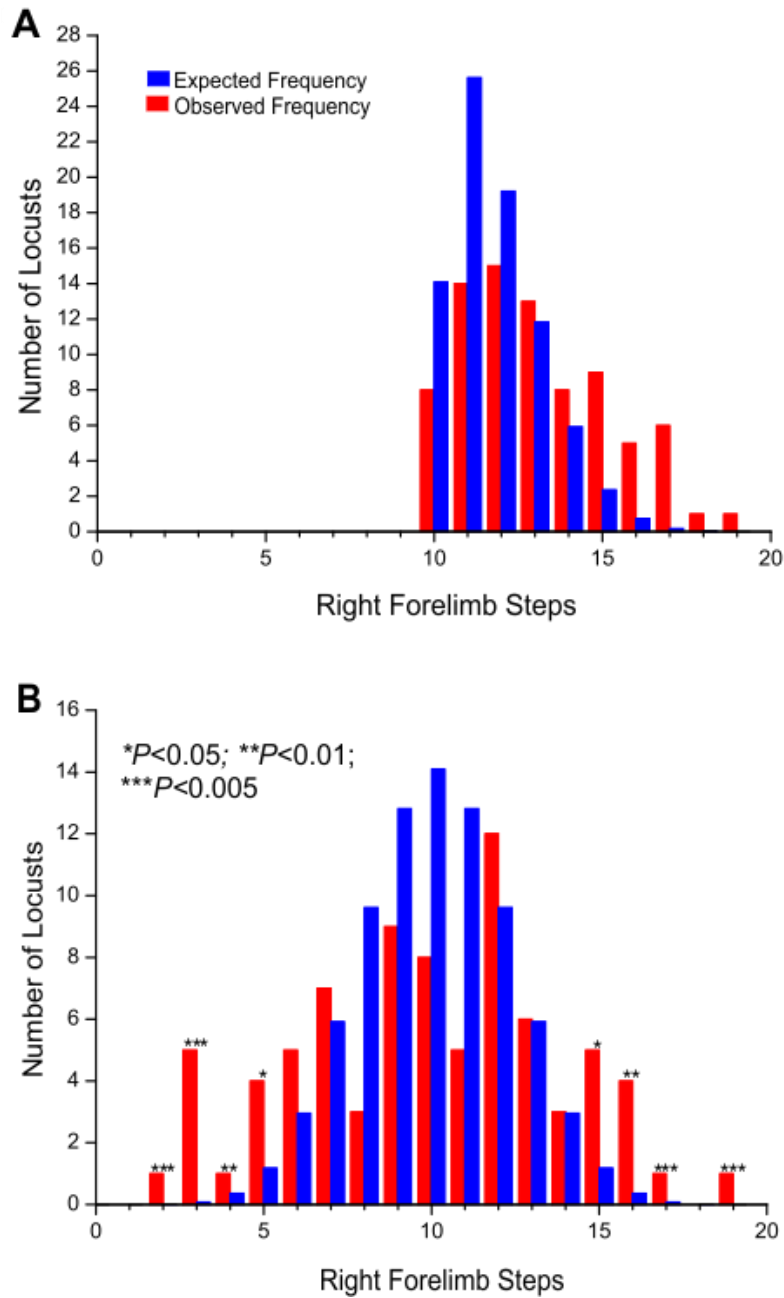 A
28
26
24
22
20
18
16
14
12
10
8
6
4
2
0
Number of Locusts
Expected Frequency
Observed Frequency
0 5 10 15 20
Right Forelimb Steps
B
16
14
12
10
8
6
4
2
0
Number of Locusts
*P<0.05; **P<0.01;
***P<0.005
*** *** ** * * ** *** ***
0 5 10 15 20
Right Forelimb Steps